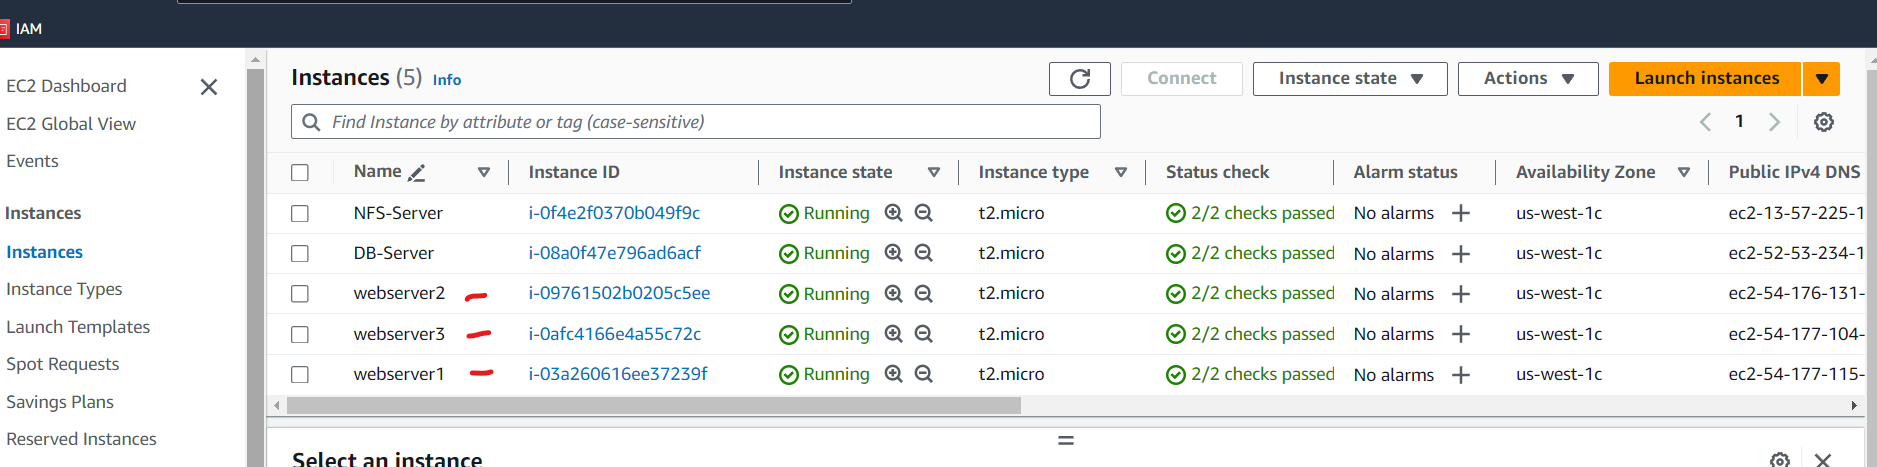 IAM
EC2 Dashboard
EC2 Global View
Events
Instances
Instances
Instance Types
Launch Templates
Spot Requests
Savings Plans
Reserved Instances
Instances (5) Info
Connect Instance state Actions Launch instances
Find Instance by attribute or tag (case-sensitive)
1
Name Instance ID Instance state Instance type Status check Alarm status Availability Zone Public IPv4 DNS
NFS-Server i-0f4e2f0370b049f9c Running t2.micro 2/2 checks passed No alarms us-west-1c ec2-13-57-225-1
DB-Server i-08a0f47e796ad6acf Running t2.micro 2/2 checks passed No alarms us-west-1c ec2-52-53-234-1
webserver2 i-09761502b0205c5ee Running t2.micro 2/2 checks passed No alarms us-west-1c ec2-54-176-131-
webserver3 i-0afc4166e4a55c72c Running t2.micro 2/2 checks passed No alarms us-west-1c ec2-54-177-104-
webserver1 i-03a260616ee37239f Running t2.micro 2/2 checks passed No alarms us-west-1c ec2-54-177-115-
Select an instance